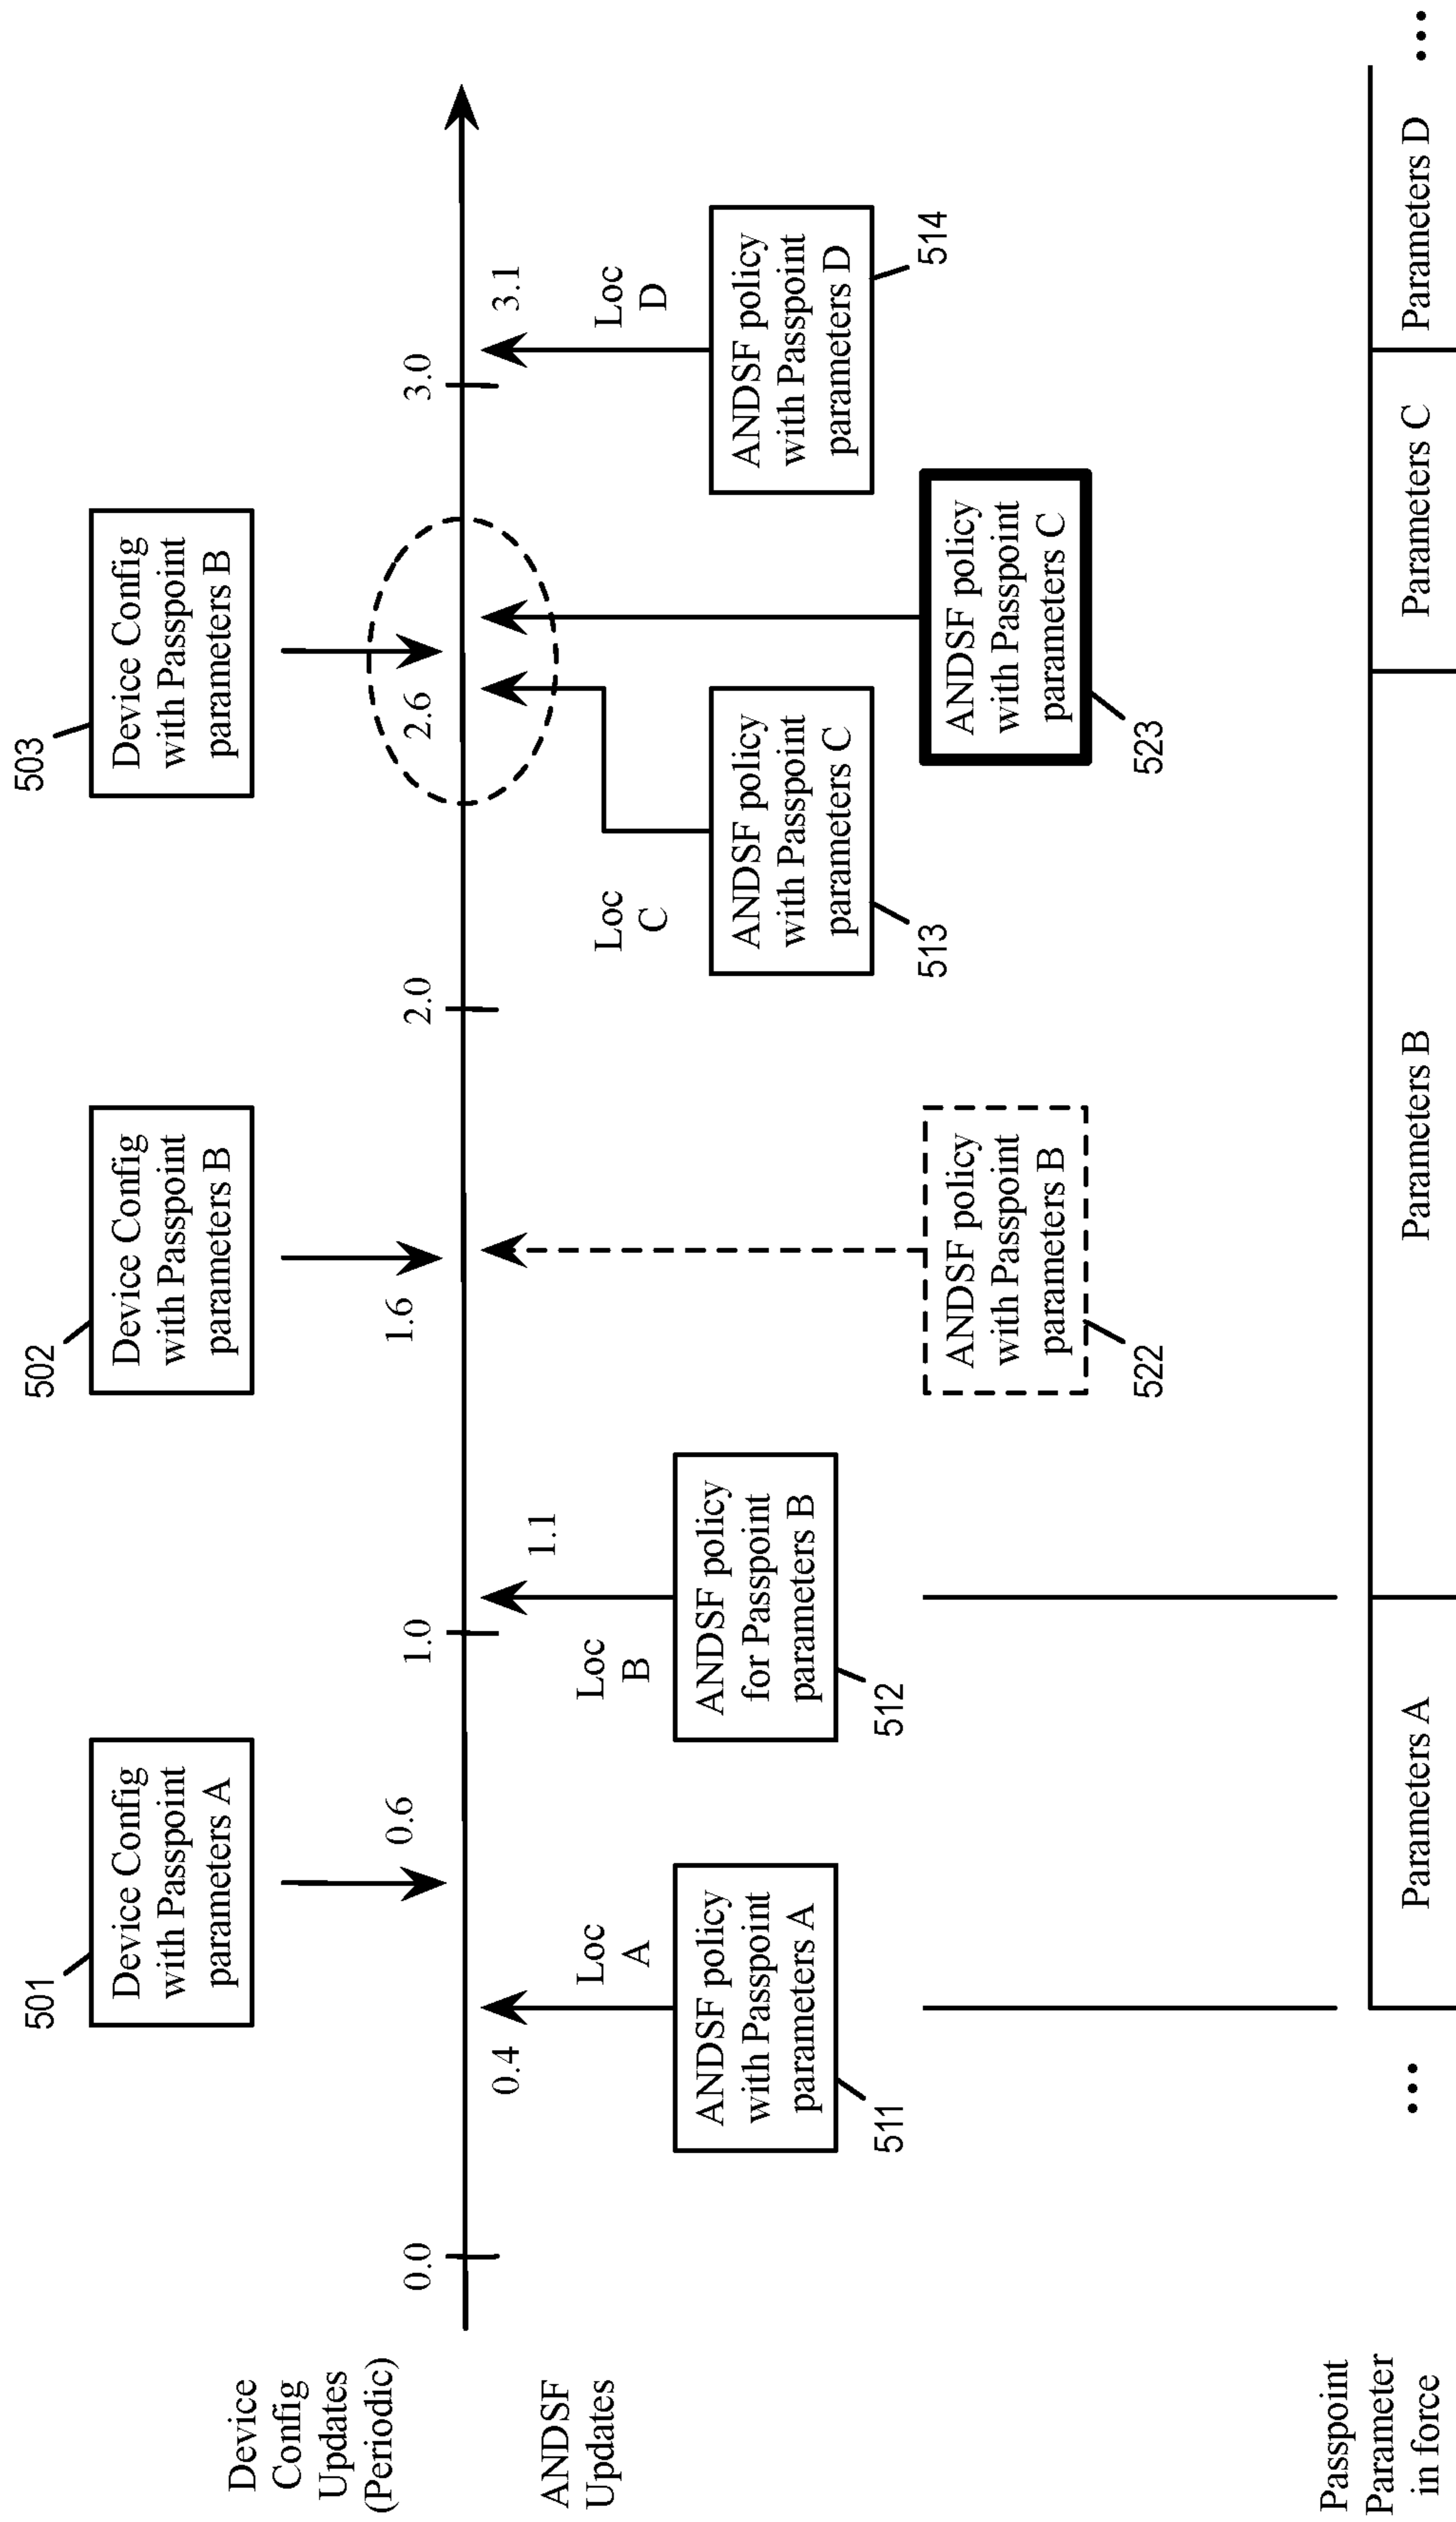 501
Device Config
with Passpoint
parameters A
502
Device Config
with Passpoint
parameters B
503
Device Config
with Passpoint
parameters B
Device
Config
Updates
(Periodic)
0.0
0.6
1.0
1.6
2.0
2.6
3.0
ANDSF
Updates
0.4
Loc
A
Loc
B
1.1
Loc
C
3.1
Loc
D
ANDSF policy
with Passpoint
parameters A
511
ANDSF policy
for Passpoint
parameters B
512
ANDSF policy
with Passpoint
parameters C
513
ANDSF policy
with Passpoint
parameters D
514
ANDSF policy
with Passpoint
parameters B
522
ANDSF policy
with Passpoint
parameters C
523
Passpoint
Parameter
in force
...
Parameters A
Parameters B
Parameters C
Parameters D
...